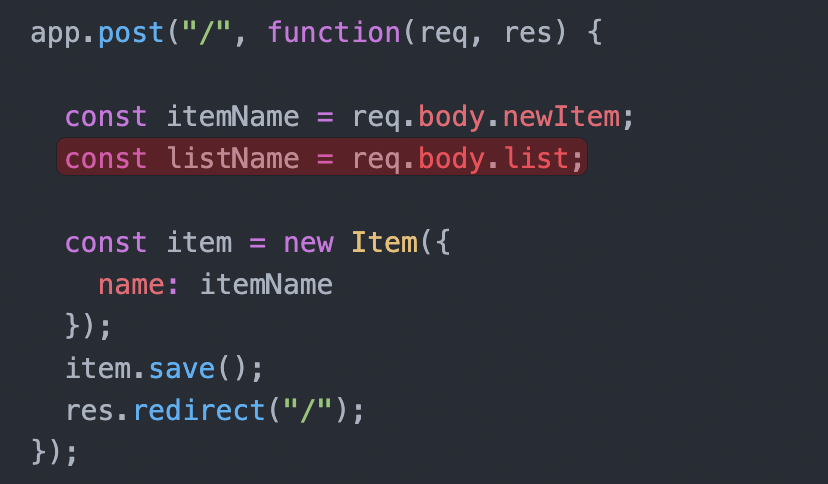 app.post("/", function(req, res) {
const itemName = req.body.newItem;
const listName = req.body.list;
const item = new Item({
name: itemName
});
item.save();
res.redirect("/");
});